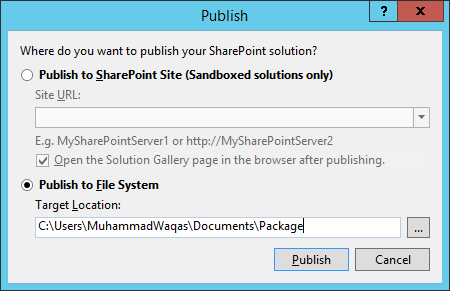 Publish
?
x
Where do you want to publish your SharePoint solution?
Publish to SharePoint Site (Sandboxed solutions only)
Site URL:
E.g. MySharePointServer1 or http://MySharePointServer2
Open the Solution Gallery page in the browser after publishing.
Publish to File System
Target Location:
C:\Users\MuhammadWaqas\Documents\Package
...
Publish Cancel